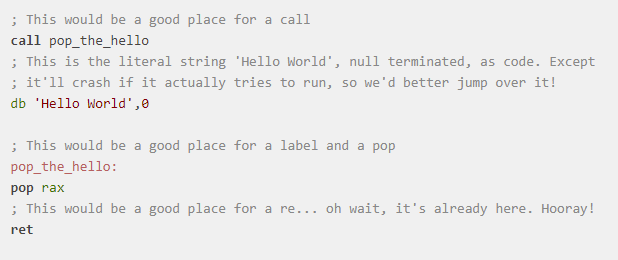 ; This would be a good place for a call
call pop_the_hello
; This is the literal string 'Hello World', null terminated, as code. Except
; it'll crash if it actually tries to run, so we'd better jump over it!
db 'Hello World',0
; This would be a good place for a label and a pop
pop_the_hello:
pop rax
; This would be a good place for a re... oh wait, it's already here. Hooray!
ret